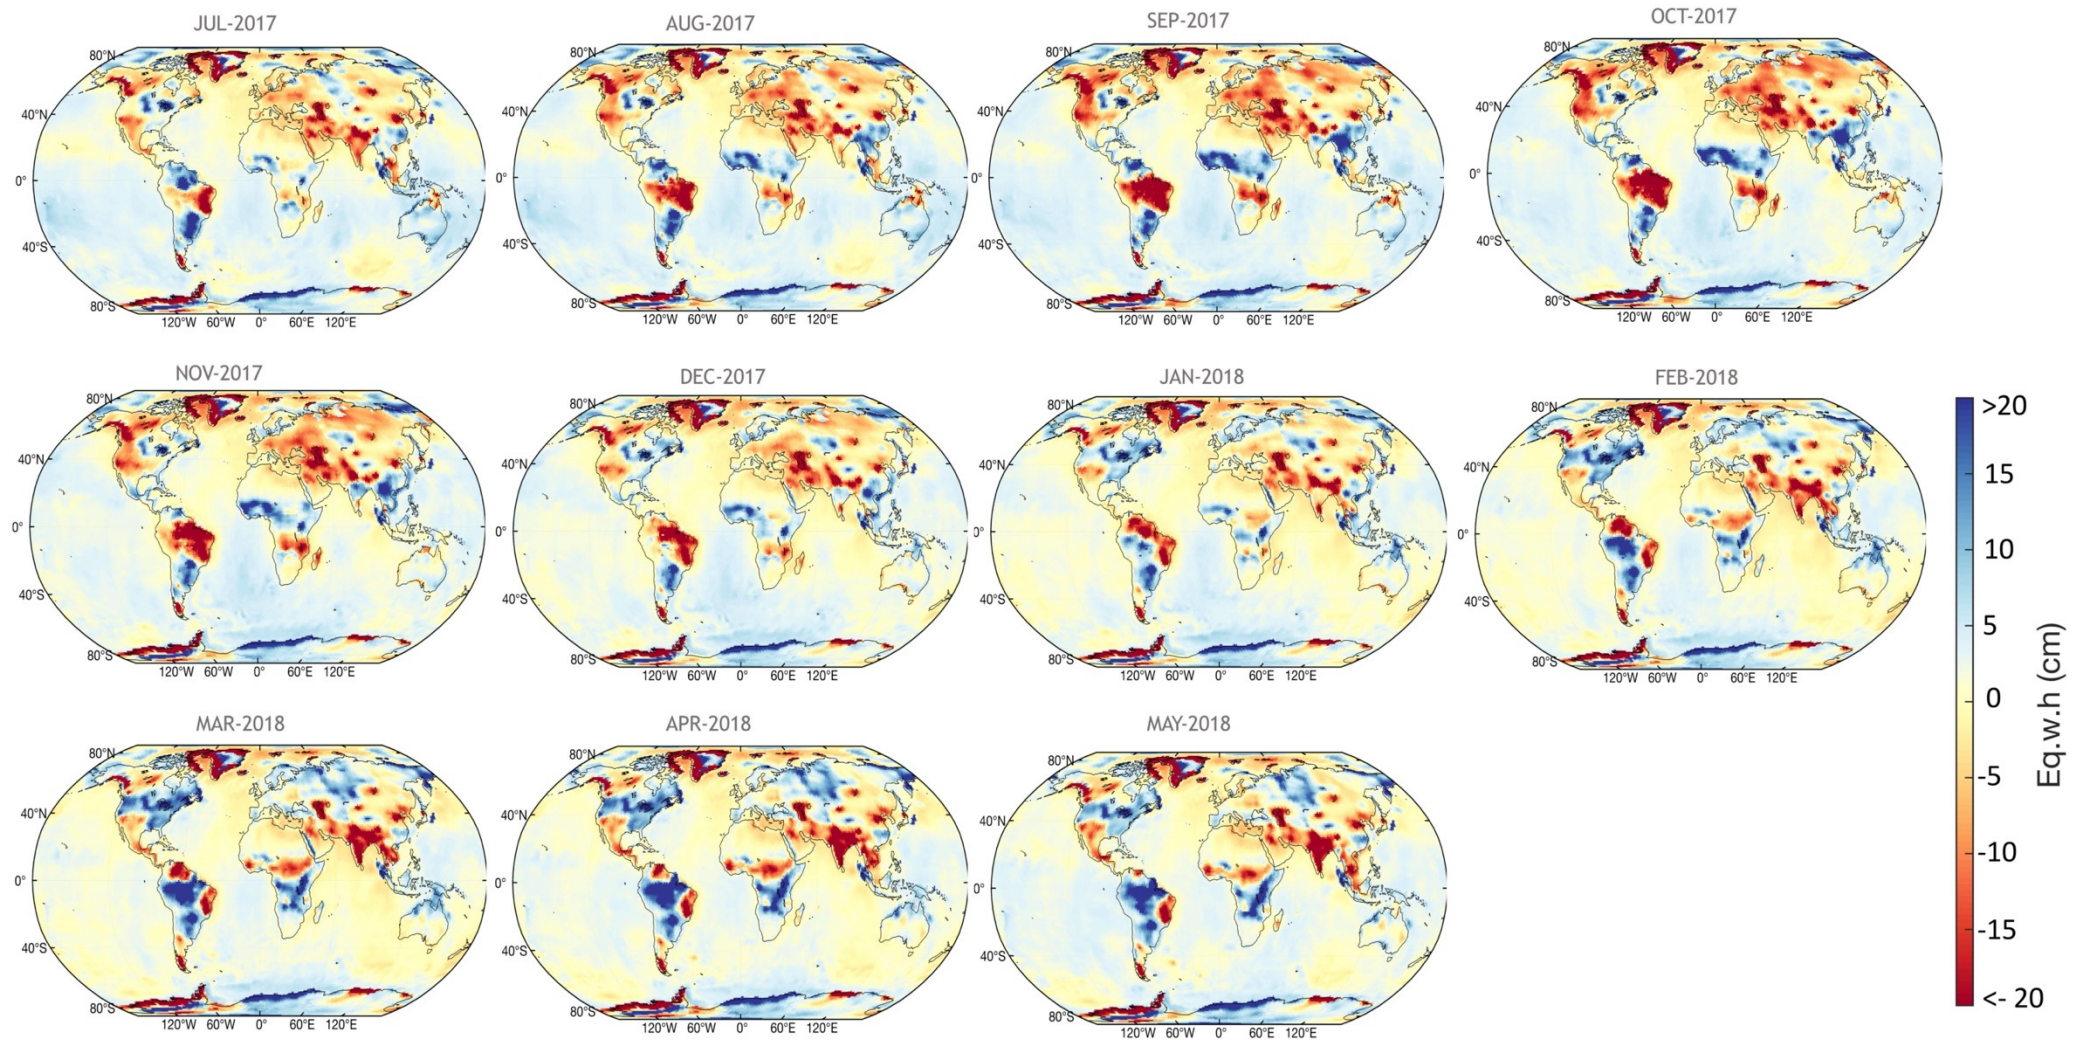 JUL-2017 AUG-2017 SEP-2017 OCT-2017
80°N 80°N 80°N 80°N
40°N 40°N 40°N 40°N
0° 0° 0° 0°
40°S 40°S 40°S 40°S
80°S 80°S 80°S 80°S
120°W 60°W 0° 60°E 120°E 120°W 60°W 0° 60°E 120°E 120°W 60°W 0° 60°E 120°E 120°W 60°W 0° 60°E 120°E
NOV-2017 DEC-2017 JAN-2018 FEB-2018
80°N 80°N 80°N 80°N
40°N 40°N 40°N 40°N
0° 0° 0° 0°
40°S 40°S 40°S 40°S
80°S 80°S 80°S 80°S
120°W 60°W 0° 60°E 120°E 120°W 60°W 0° 60°E 120°E 120°W 60°W 0° 60°E 120°E 120°W 60°W 0° 60°E 120°E
MAR-2018 APR-2018 MAY-2018
80°N 80°N 80°N
40°N 40°N 40°N
0° 0° 0°
40°S 40°S 40°S
80°S 80°S 80°S
120°W 60°W 0° 60°E 120°E 120°W 60°W 0° 60°E 120°E 120°W 60°W 0° 60°E 120°E
>20
15
10
5
0
-5
-10
-15
<- 20
Eq.w.h (cm)